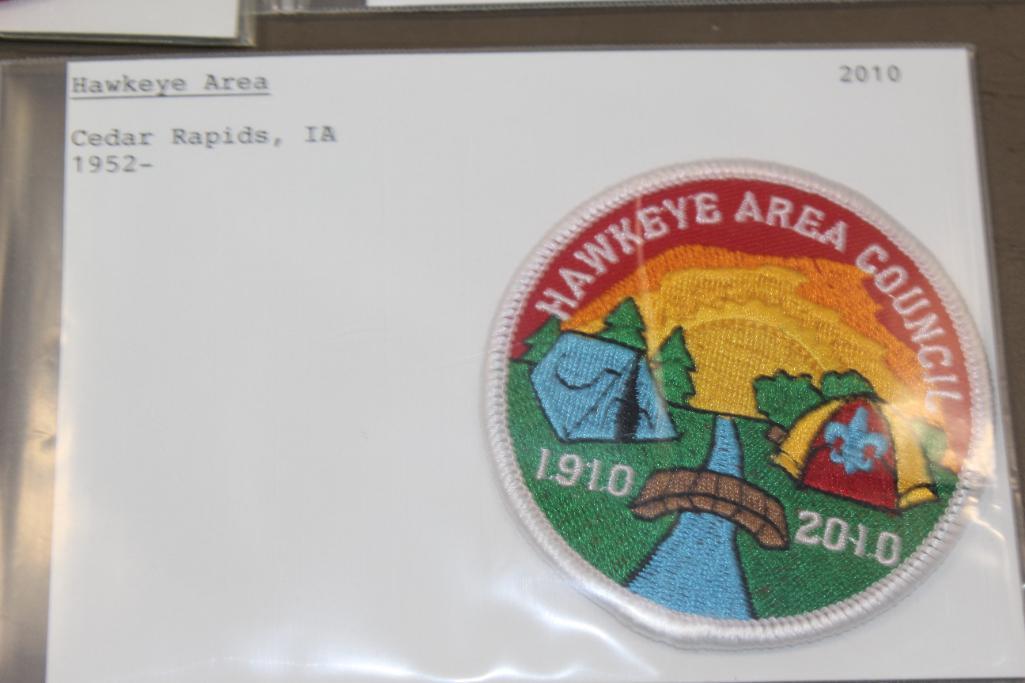 Hawkeye Area
2010
Cedar Rapids, IA
1952-
HAWKEYE AREA COUNCIL
1910
2010